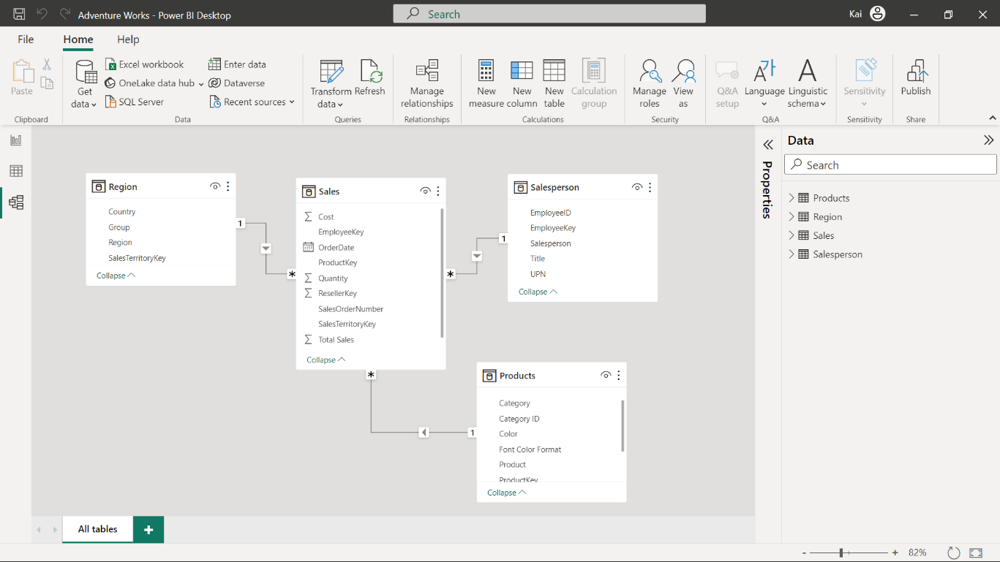 Adventure Works - Power BI Desktop
Search
Kai
File
Home
Help
Paste
Clipboard
Get
data
Excel workbook
OneLake data hub
SQL Server
Enter data
Dataverse
Recent sources
Data
Transform
data
Refresh
Queries
Manage
relationships
Relationships
New
measure
New
column
New
table
Calculation
group
Calculations
Manage
roles
View
as
Security
Q&A
setup
Language
Linguistic
schema
Q&A
Sensitivity
Sensitivity
Publish
Share
Region
Country
Group
Region
SalesTerritoryKey
Collapse
1
*
Sales
Σ Cost
EmployeeKey
OrderDate
ProductKey
Σ Quantity
Σ ResellerKey
SalesOrderNumber
SalesTerritoryKey
Σ Total Sales
Collapse
*
1
Salesperson
EmployeeID
EmployeeKey
Salesperson
Title
UPN
Collapse
*
1
Products
Category
Category ID
Color
Font Color Format
Product
ProductKey
Collapse
Properties
Data
Search
Products
Region
Sales
Salesperson
All tables
+
- + 82%